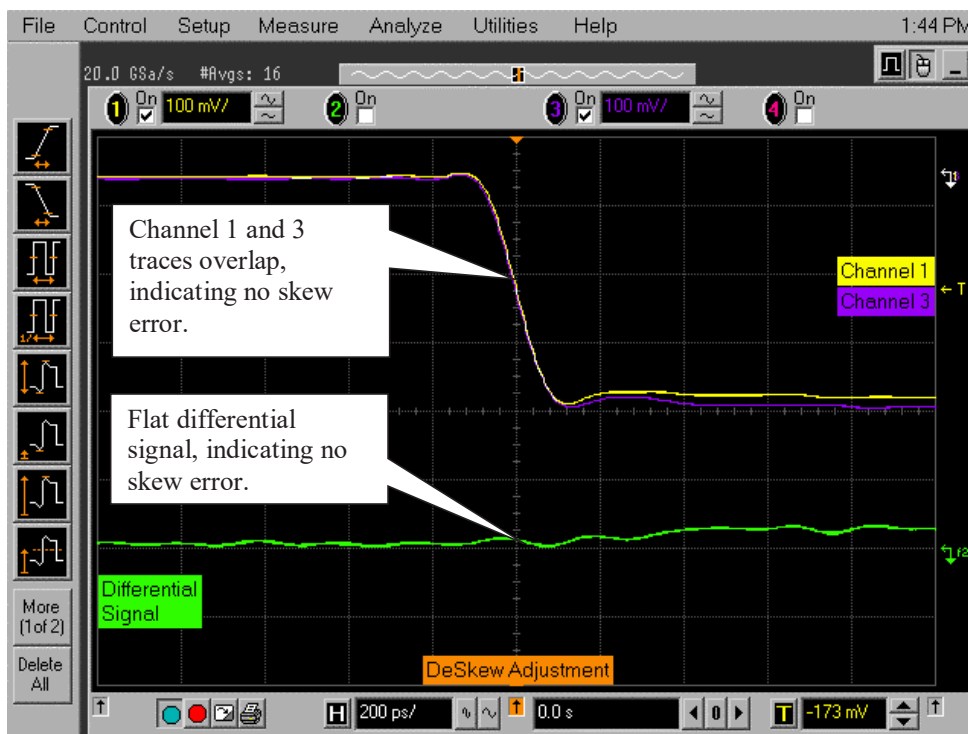 File Control Setup Measure Analyze Utilities Help 1:44 PM
20.0 GSa/s #Avgs: 16
1 On 100 mV/ 2 On 3 On 100 mV/ 4 On
Channel 1 and 3
traces overlap,
indicating no skew
error.
Channel 1
Channel 3
T
Flat differential
signal, indicating no
skew error.
f2
Differential
Signal
More
(1of 2)
Delete
All
DeSkew Adjustment
H 200 ps/ 0.0 s 0 T -173 mV